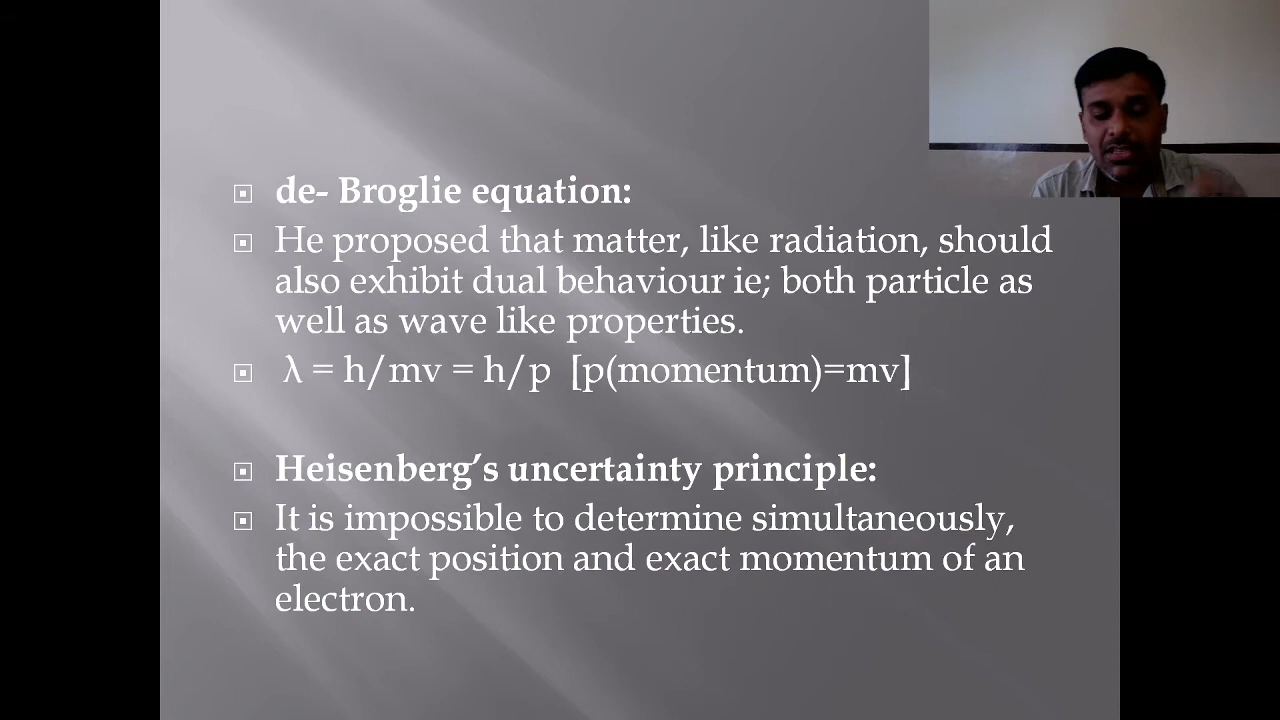 de- Broglie equation:
He proposed that matter, like radiation, should
also exhibit dual behaviour ie; both particle as
well as wave like properties.
λ = h/mv = h/p [p(momentum)=mv]
Heisenberg’s uncertainty principle:
It is impossible to determine simultaneously,
the exact position and exact momentum of an
electron.